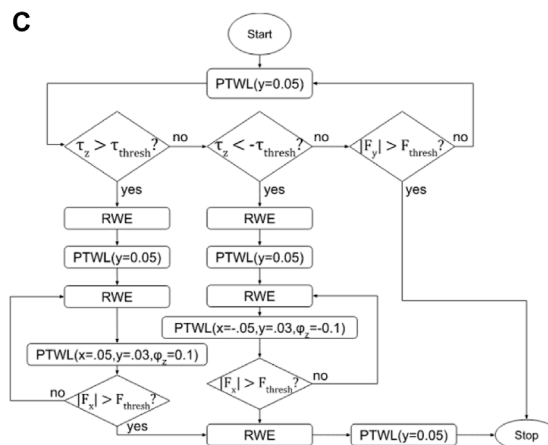 C
Start
PTWL(y=0.05)
τz > τthresh?
no
τz < -τthresh?
no
|Fy| > Fthresh?
no
yes
yes
yes
RWE
RWE
PTWL(y=0.05)
PTWL(y=0.05)
RWE
RWE
PTWL(x=.05,y=.03,φz=0.1)
PTWL(x=-.05,y=.03,φz=-0.1)
no
|Fx| > Fthresh?
|Fx| > Fthresh?
no
yes
yes
RWE
PTWL(y=0.05)
Stop